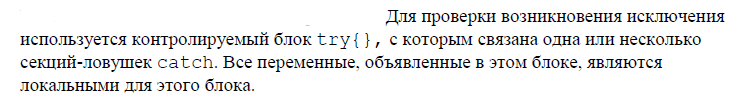 Для проверки возникновения исключения
используется контролируемый блок try{}, с которым связана одна или несколько
секций-ловушек catch. Все переменные, объявленные в этом блоке, являются
локальными для этого блока.